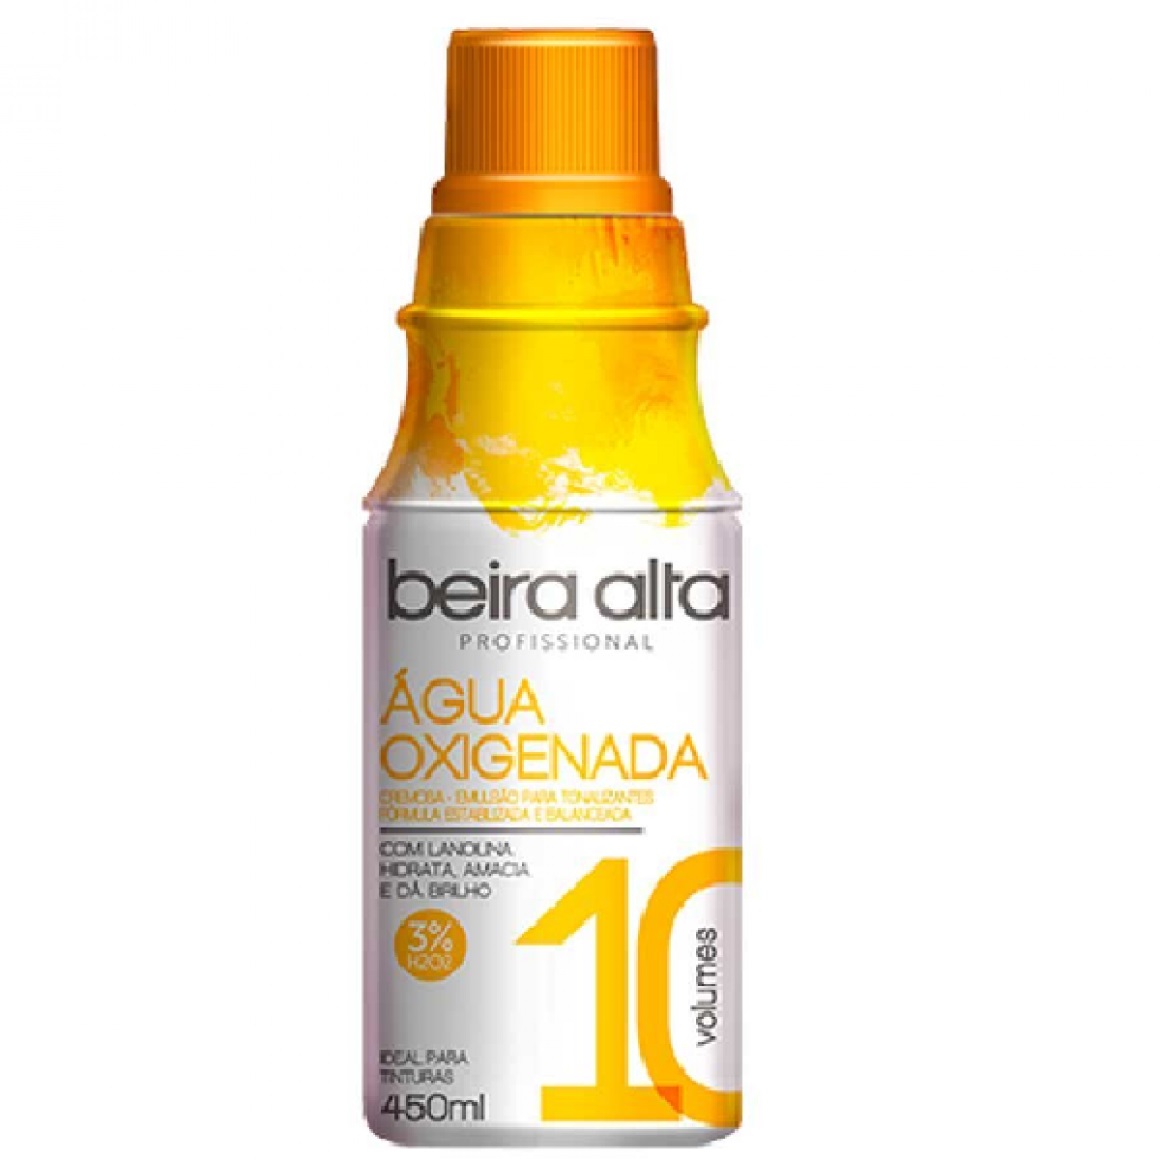 beira alta
PROFISSIONAL
ÁGUA
OXIGENADA
CREMOSA - EMULSÃO PARA TONALIZANTES
FÓRMULA ESTABILIZADA E BALANCEADA
COM LANOLINA
HIDRATA, AMACIA
E DÁ BRILHO
3%
H2O2
10
volumes
IDEAL PARA
TINTURAS
450ml